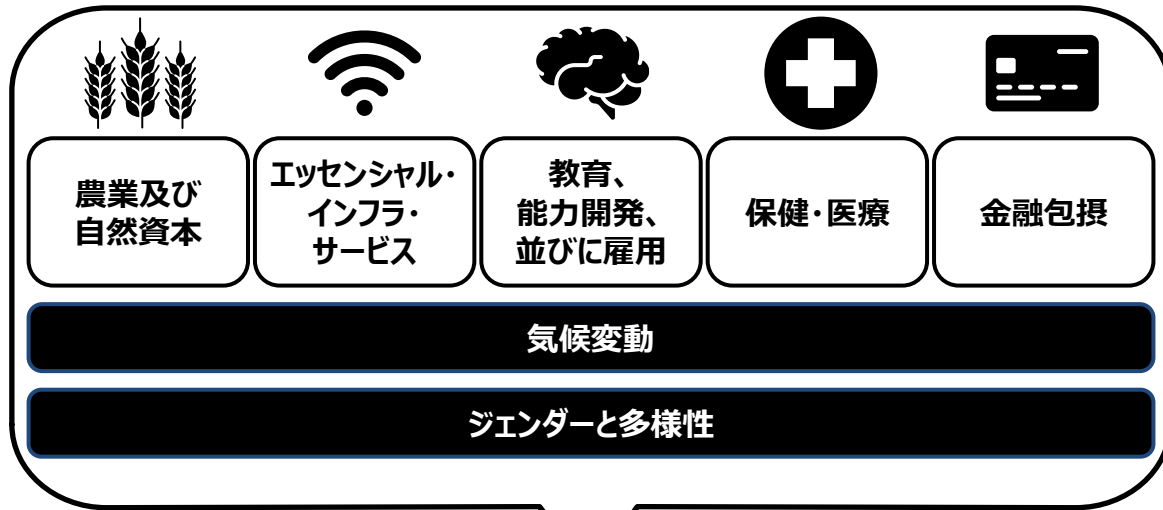 農業及び
自然資本
エッセンシャル・
インフラ・
サービス
教育、
能力開発、
並びに雇用
保健・医療
金融包摂
気候変動
ジェンダーと多様性